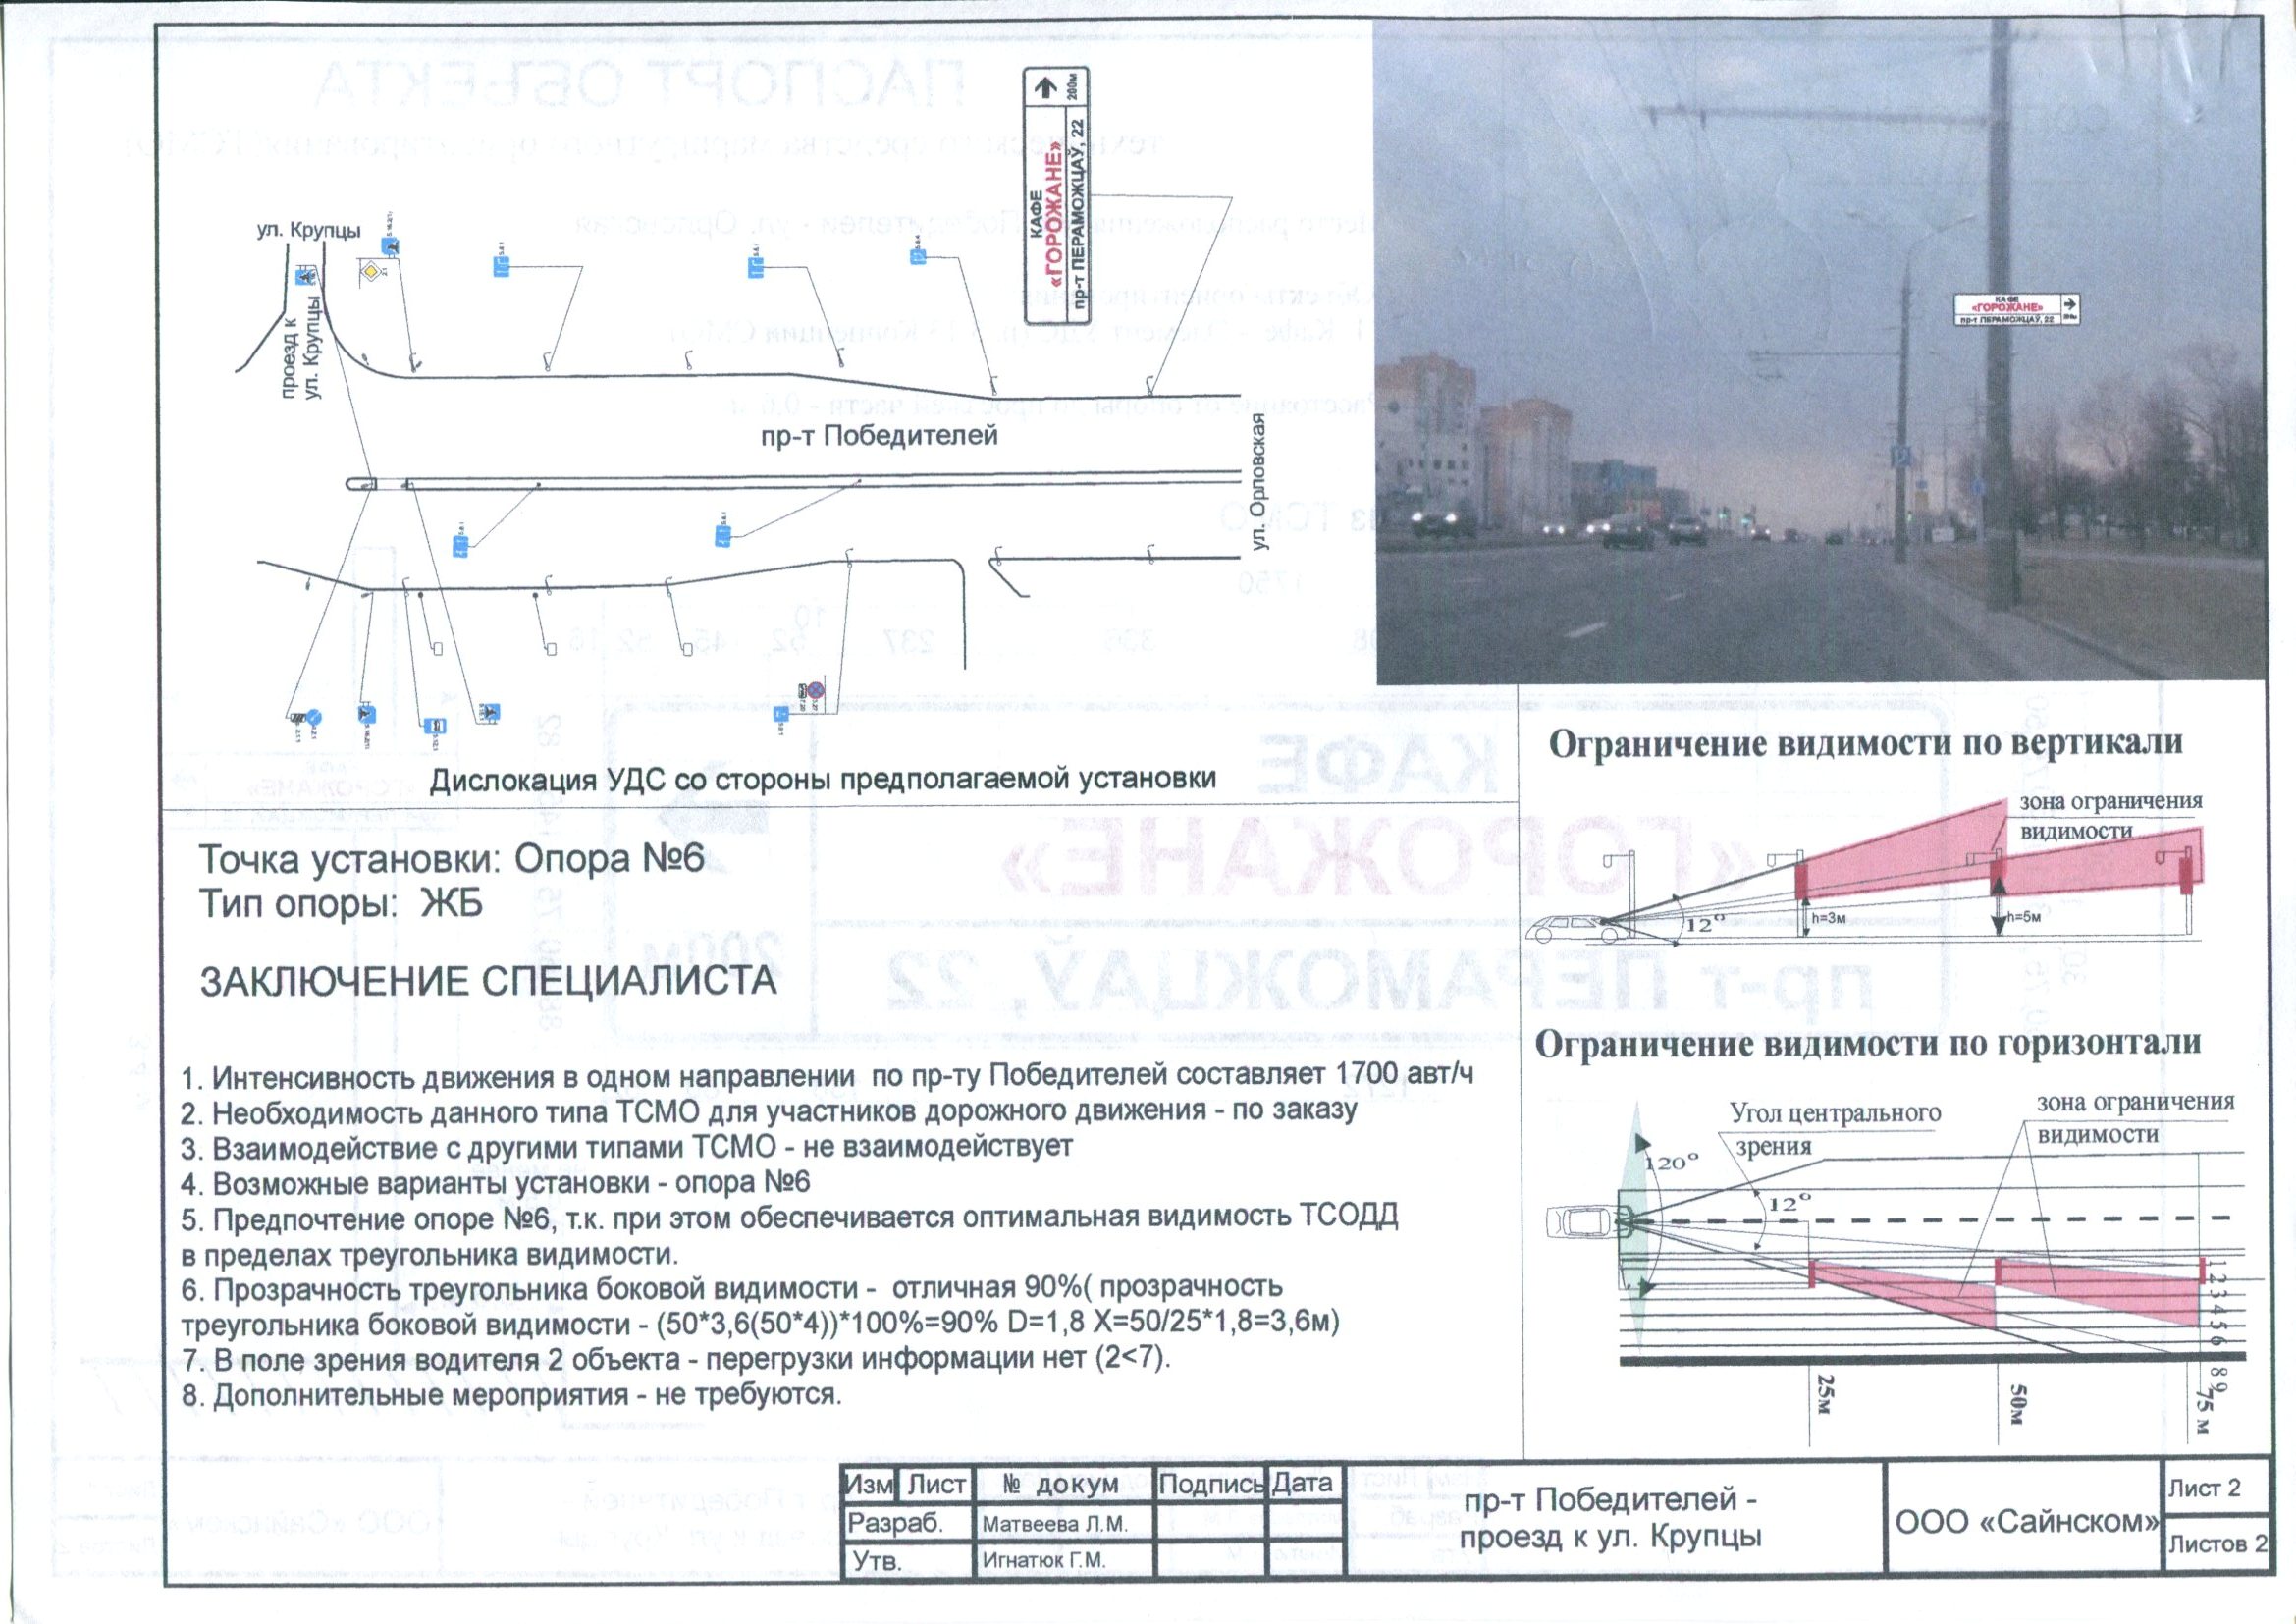 КАФЕ
«ГОРОЖАНЕ»
пр-т ПЕРАМОЖЦАЎ, 22
200м
ул. Крупцы
проезд к
ул. Крупцы
пр-т Победителей
ул. Орловская
Дислокация УДС со стороны предполагаемой установки
КАФЕ
«ГОРОЖАНЕ»
пр-т ПЕРАМОЖЦАЎ, 22
Точка установки: Опора №6
Тип опоры: ЖБ
ЗАКЛЮЧЕНИЕ СПЕЦИАЛИСТА
1. Интенсивность движения в одном направлении по пр-ту Победителей составляет 1700 авт/ч
2. Необходимость данного типа ТСМО для участников дорожного движения - по заказу
3. Взаимодействие с другими типами ТСМО - не взаимодействует
4. Возможные варианты установки - опора №6
5. Предпочтение опоре №6, т.к. при этом обеспечивается оптимальная видимость ТСОДД
в пределах треугольника видимости.
6. Прозрачность треугольника боковой видимости - отличная 90%( прозрачность
треугольника боковой видимости - (50*3,6(50*4))*100%=90% D=1,8 X=50/25*1,8=3,6м)
7. В поле зрения водителя 2 объекта - перегрузки информации нет (2<7).
8. Дополнительные мероприятия - не требуются.
Ограничение видимости по вертикали
зона ограничения
видимости
12°
h=3м
h=5м
Ограничение видимости по горизонтали
Угол центрального
зрения
зона ограничения
видимости
120°
12°
1 2 3 4 5 6 8 9
25м
50м
75 м
Изм Лист № докум Подпись Дата
Разраб. Матвеева Л.М.
Утв. Игнатюк Г.М.
пр-т Победителей -
проезд к ул. Крупцы
ООО «Сайнском»
Лист 2
Листов 2